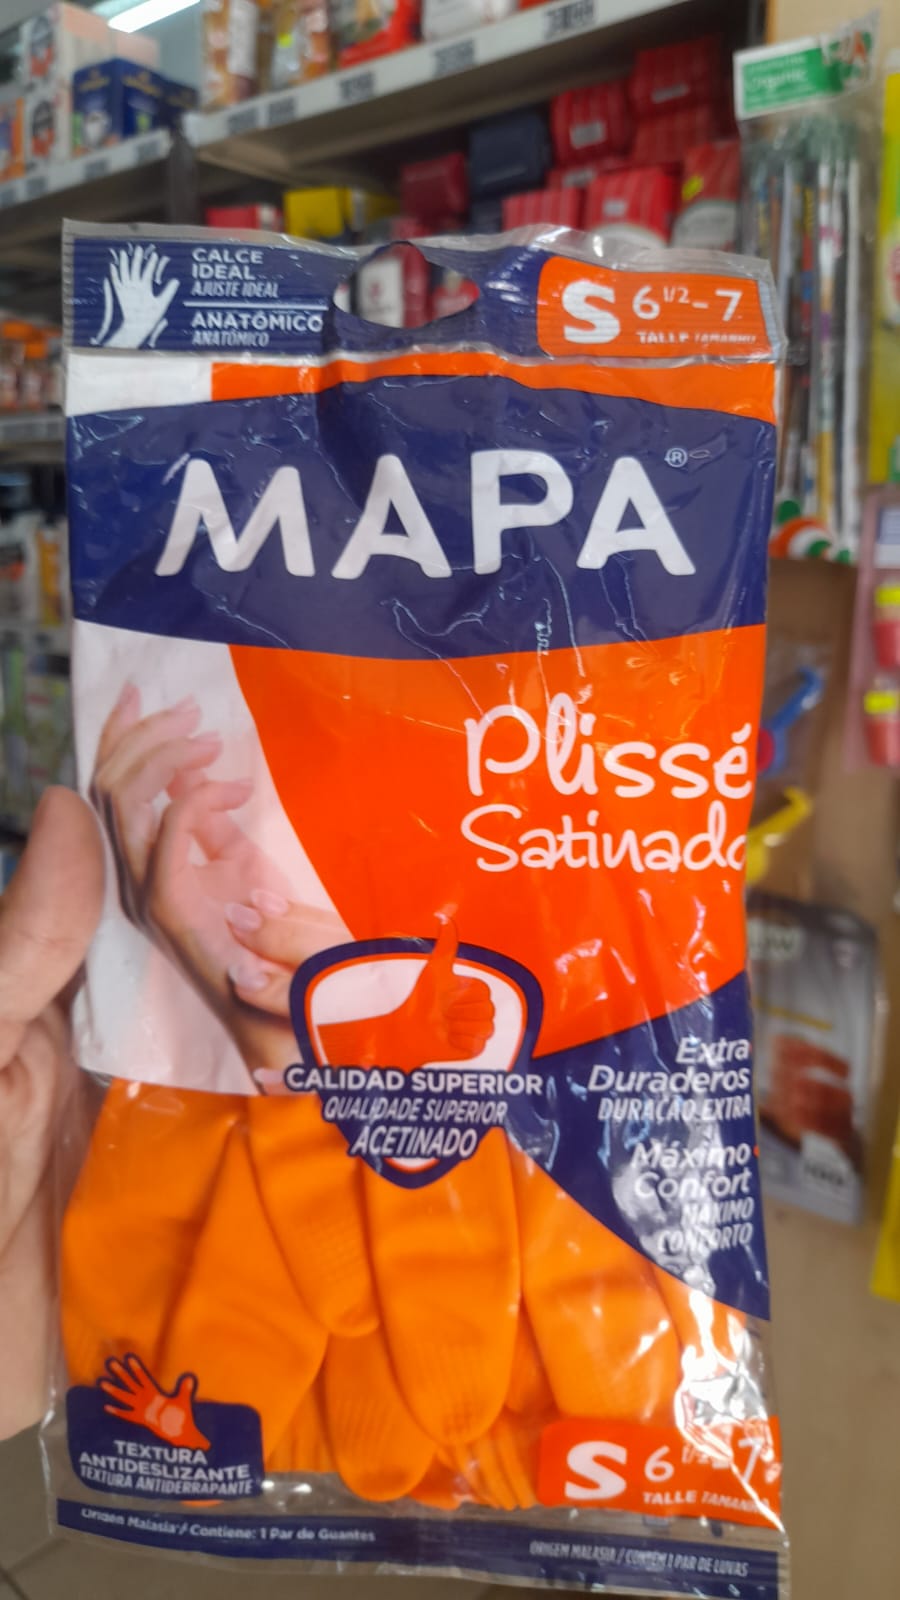 Organic
CALCE
IDEAL
AJUSTE IDEAL
ANATÓMICO
ANATÔMICO
S 6 1/2 - 7
TALLE TAMANHO
MAPA®
Plissé
Satinado
CALIDAD SUPERIOR
QUALIDADE SUPERIOR
ACETINADO
Extra
Duraderos
DURAÇÃO EXTRA
Máximo
Confort
MÁXIMO
CONFORTO
TEXTURA
ANTIDESLIZANTE
TEXTURA ANTIDERRAPANTE
S 6 1/2 - 7
TALLE TAMANHO
Origen Malasia / Contiene: 1 Par de Guantes
ORIGEM MALASIA / CONTÉM 1 PAR DE LUVAS